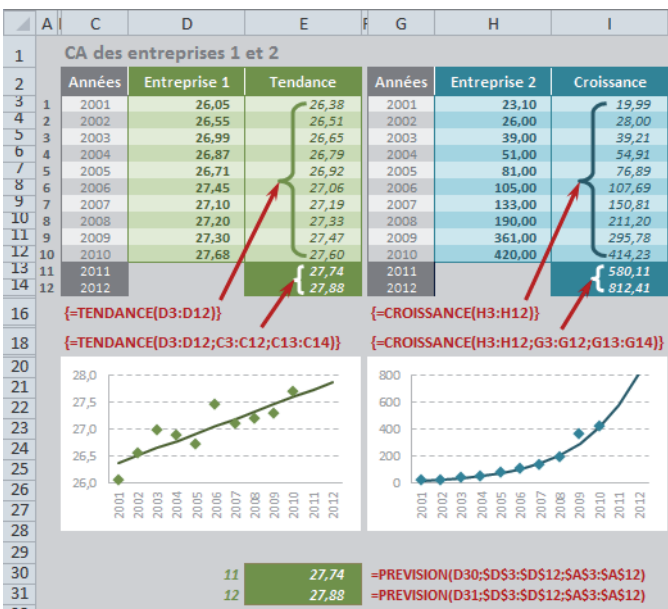 A C D E F G H I
1 CA des entreprises 1 et 2
2 Années Entreprise 1 Tendance Années Entreprise 2 Croissance
3 1 2001 26,05 26,38 2001 23,10 19,99
4 2 2002 26,55 26,51 2002 26,00 28,00
5 3 2003 26,99 26,65 2003 39,00 39,21
6 4 2004 26,87 26,79 2004 51,00 54,91
7 5 2005 26,71 26,92 2005 81,00 76,89
8 6 2006 27,45 27,06 2006 105,00 107,69
9 7 2007 27,10 27,19 2007 133,00 150,81
10 8 2008 27,20 27,33 2008 190,00 211,20
11 9 2009 27,30 27,47 2009 361,00 295,78
12 10 2010 27,68 27,60 2010 420,00 414,23
13 11 2011 27,74 2011 580,11
14 12 2012 27,88 2012 812,41
16 {=TENDANCE(D3:D12)} {=CROISSANCE(H3:H12)}
18 {=TENDANCE(D3:D12;C3:C12;C13:C14)} {=CROISSANCE(H3:H12;G3:G12;G13:G14)}
20
21
22
23
24
25
26
27
28
29
28,0
27,5
27,0
26,5
26,0
2001 2002 2003 2004 2005 2006 2007 2008 2009 2010 2011 2012
800
600
400
200
0
2001 2002 2003 2004 2005 2006 2007 2008 2009 2010 2011 2012
30 11 27,74 =PREVISION(D30;$D$3:$D$12;$A$3:$A$12)
31 12 27,88 =PREVISION(D31;$D$3:$D$12;$A$3:$A$12)